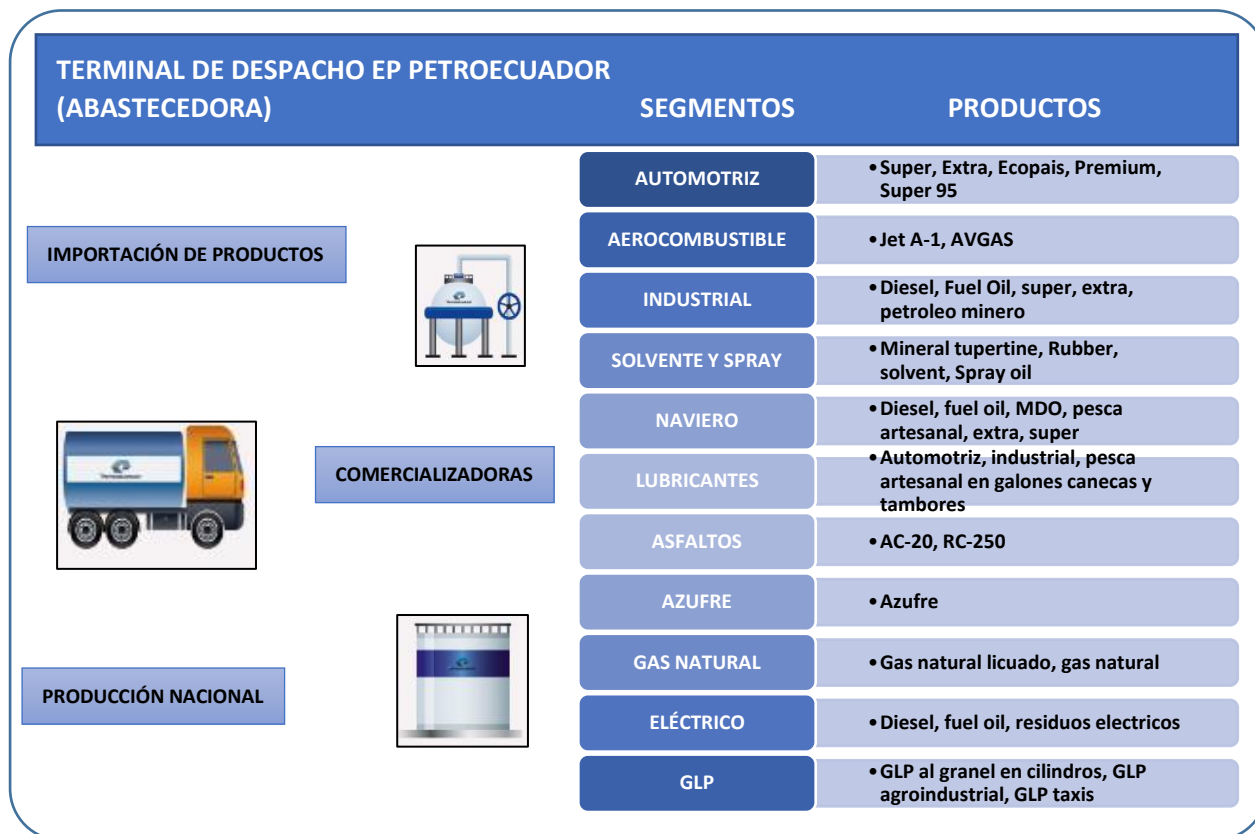 TERMINAL DE DESPACHO EP PETROECUADOR
(ABASTECEDORA)
SEGMENTOS
PRODUCTOS
IMPORTACIÓN DE PRODUCTOS
COMERCIALIZADORAS
PRODUCCIÓN NACIONAL
AUTOMOTRIZ
•Super, Extra, Ecopais, Premium,
Super 95
AEROCOMBUSTIBLE
•Jet A-1, AVGAS
INDUSTRIAL
•Diesel, Fuel Oil, super, extra,
petroleo minero
SOLVENTE Y SPRAY
•Mineral tupertine, Rubber,
solvent, Spray oil
NAVIERO
•Diesel, fuel oil, MDO, pesca
artesanal, extra, super
LUBRICANTES
•Automotriz, industrial, pesca
artesanal en galones canecas y
tambores
ASFALTOS
•AC-20, RC-250
AZUFRE
•Azufre
GAS NATURAL
•Gas natural licuado, gas natural
ELÉCTRICO
•Diesel, fuel oil, residuos electricos
GLP
•GLP al granel en cilindros, GLP
agroindustrial, GLP taxis